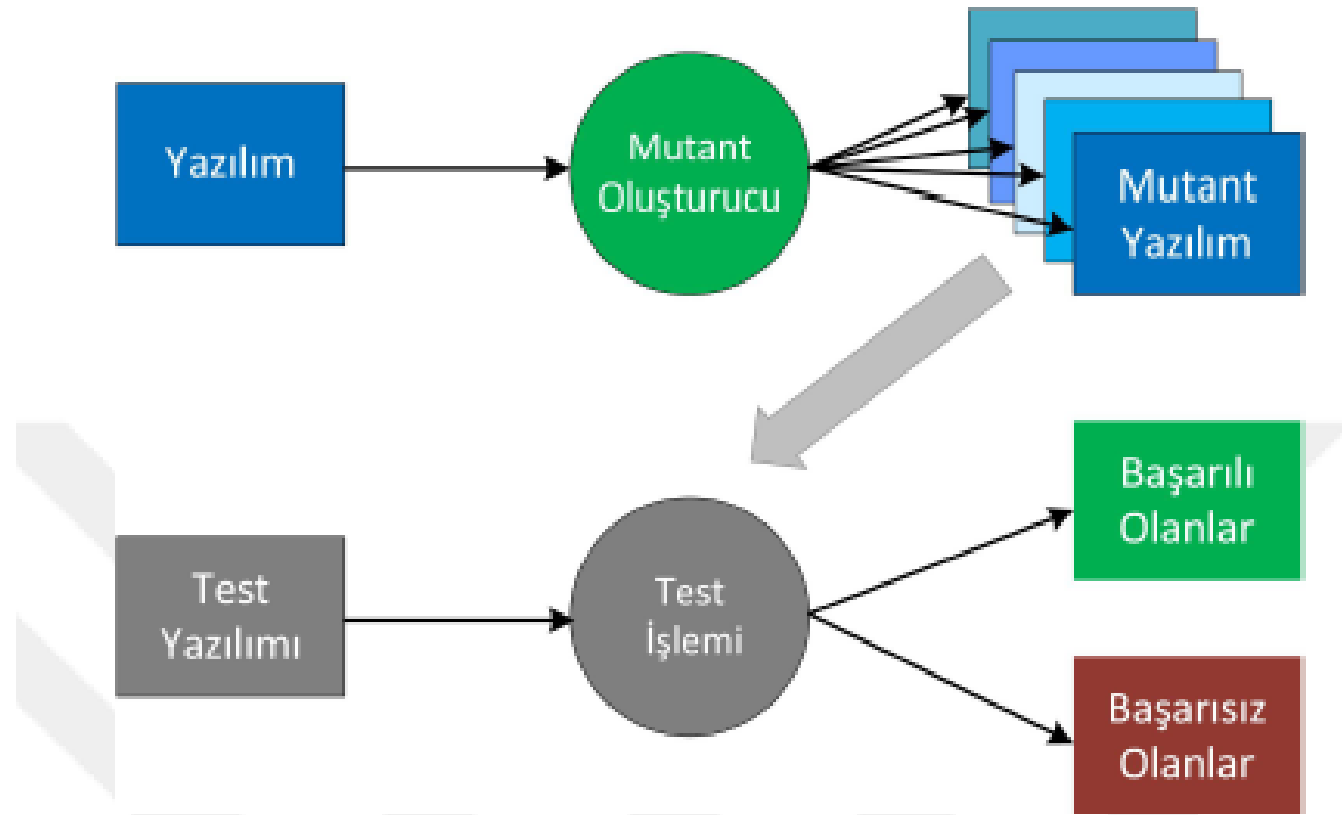 Yazılım
Mutant
Oluşturucu
Mutant
Yazılım
Test
Yazılımı
Test
İşlemi
Başarılı
Olanlar
Başarısız
Olanlar